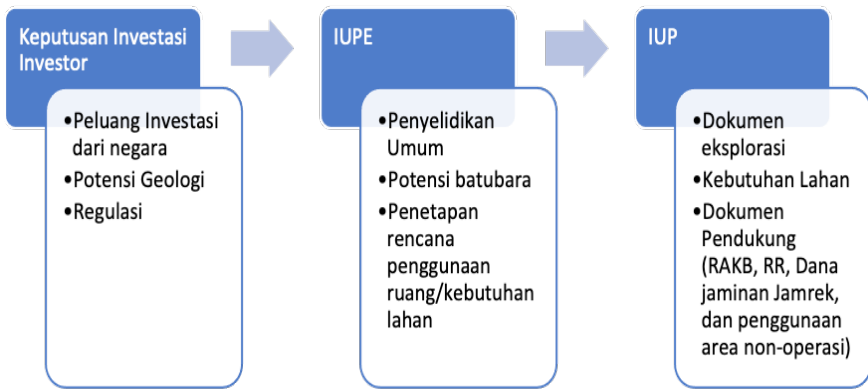 Keputusan Investasi
Investor
•Peluang Investasi
dari negara
•Potensi Geologi
•Regulasi
IUPE
•Penyelidikan
Umum
•Potensi batubara
•Penetapan
rencana
penggunaan
ruang/kebutuhan
lahan
IUP
•Dokumen
eksplorasi
•Kebutuhan Lahan
•Dokumen
Pendukung
(RAKB, RR, Dana
jaminan Jamrek,
dan penggunaan
area non-operasi)